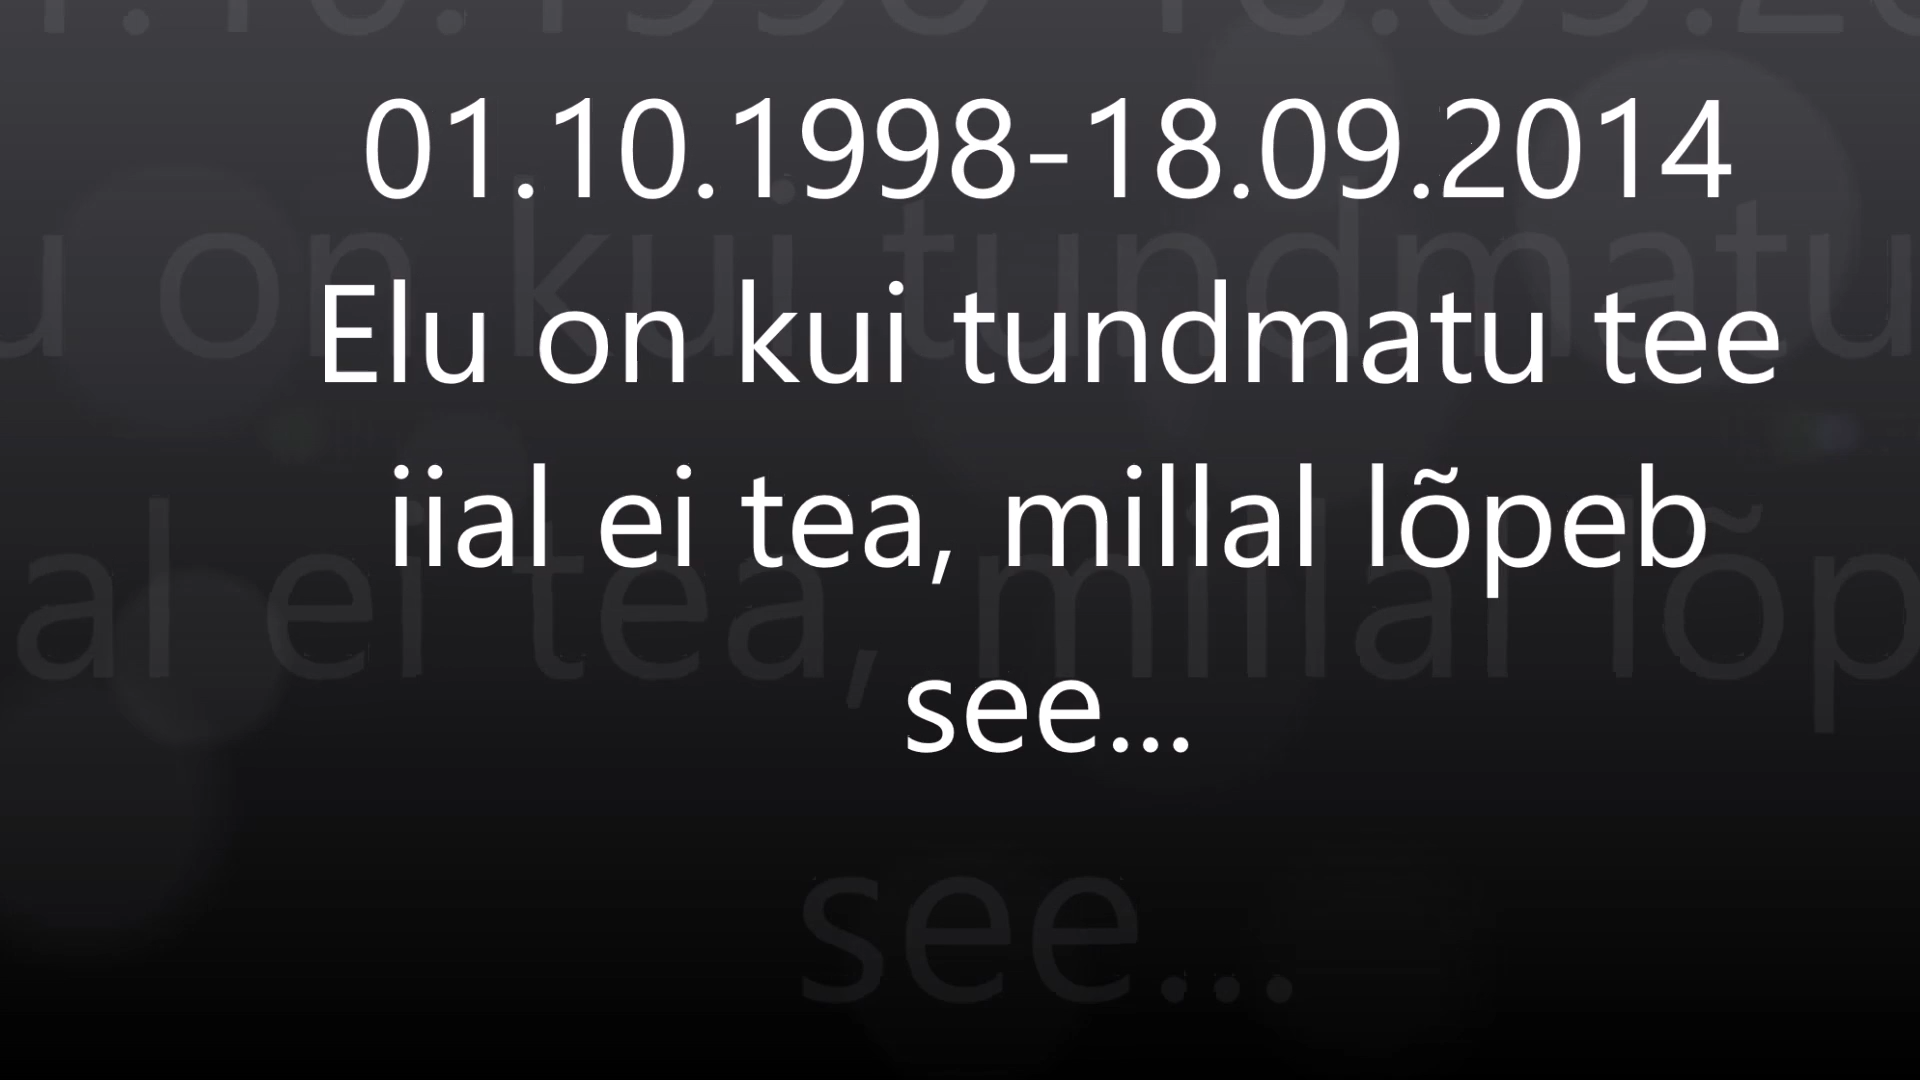 01.10.1998-18.09.2014
Elu on kui tundmatu tee
iial ei tea, millal lõpeb
see...